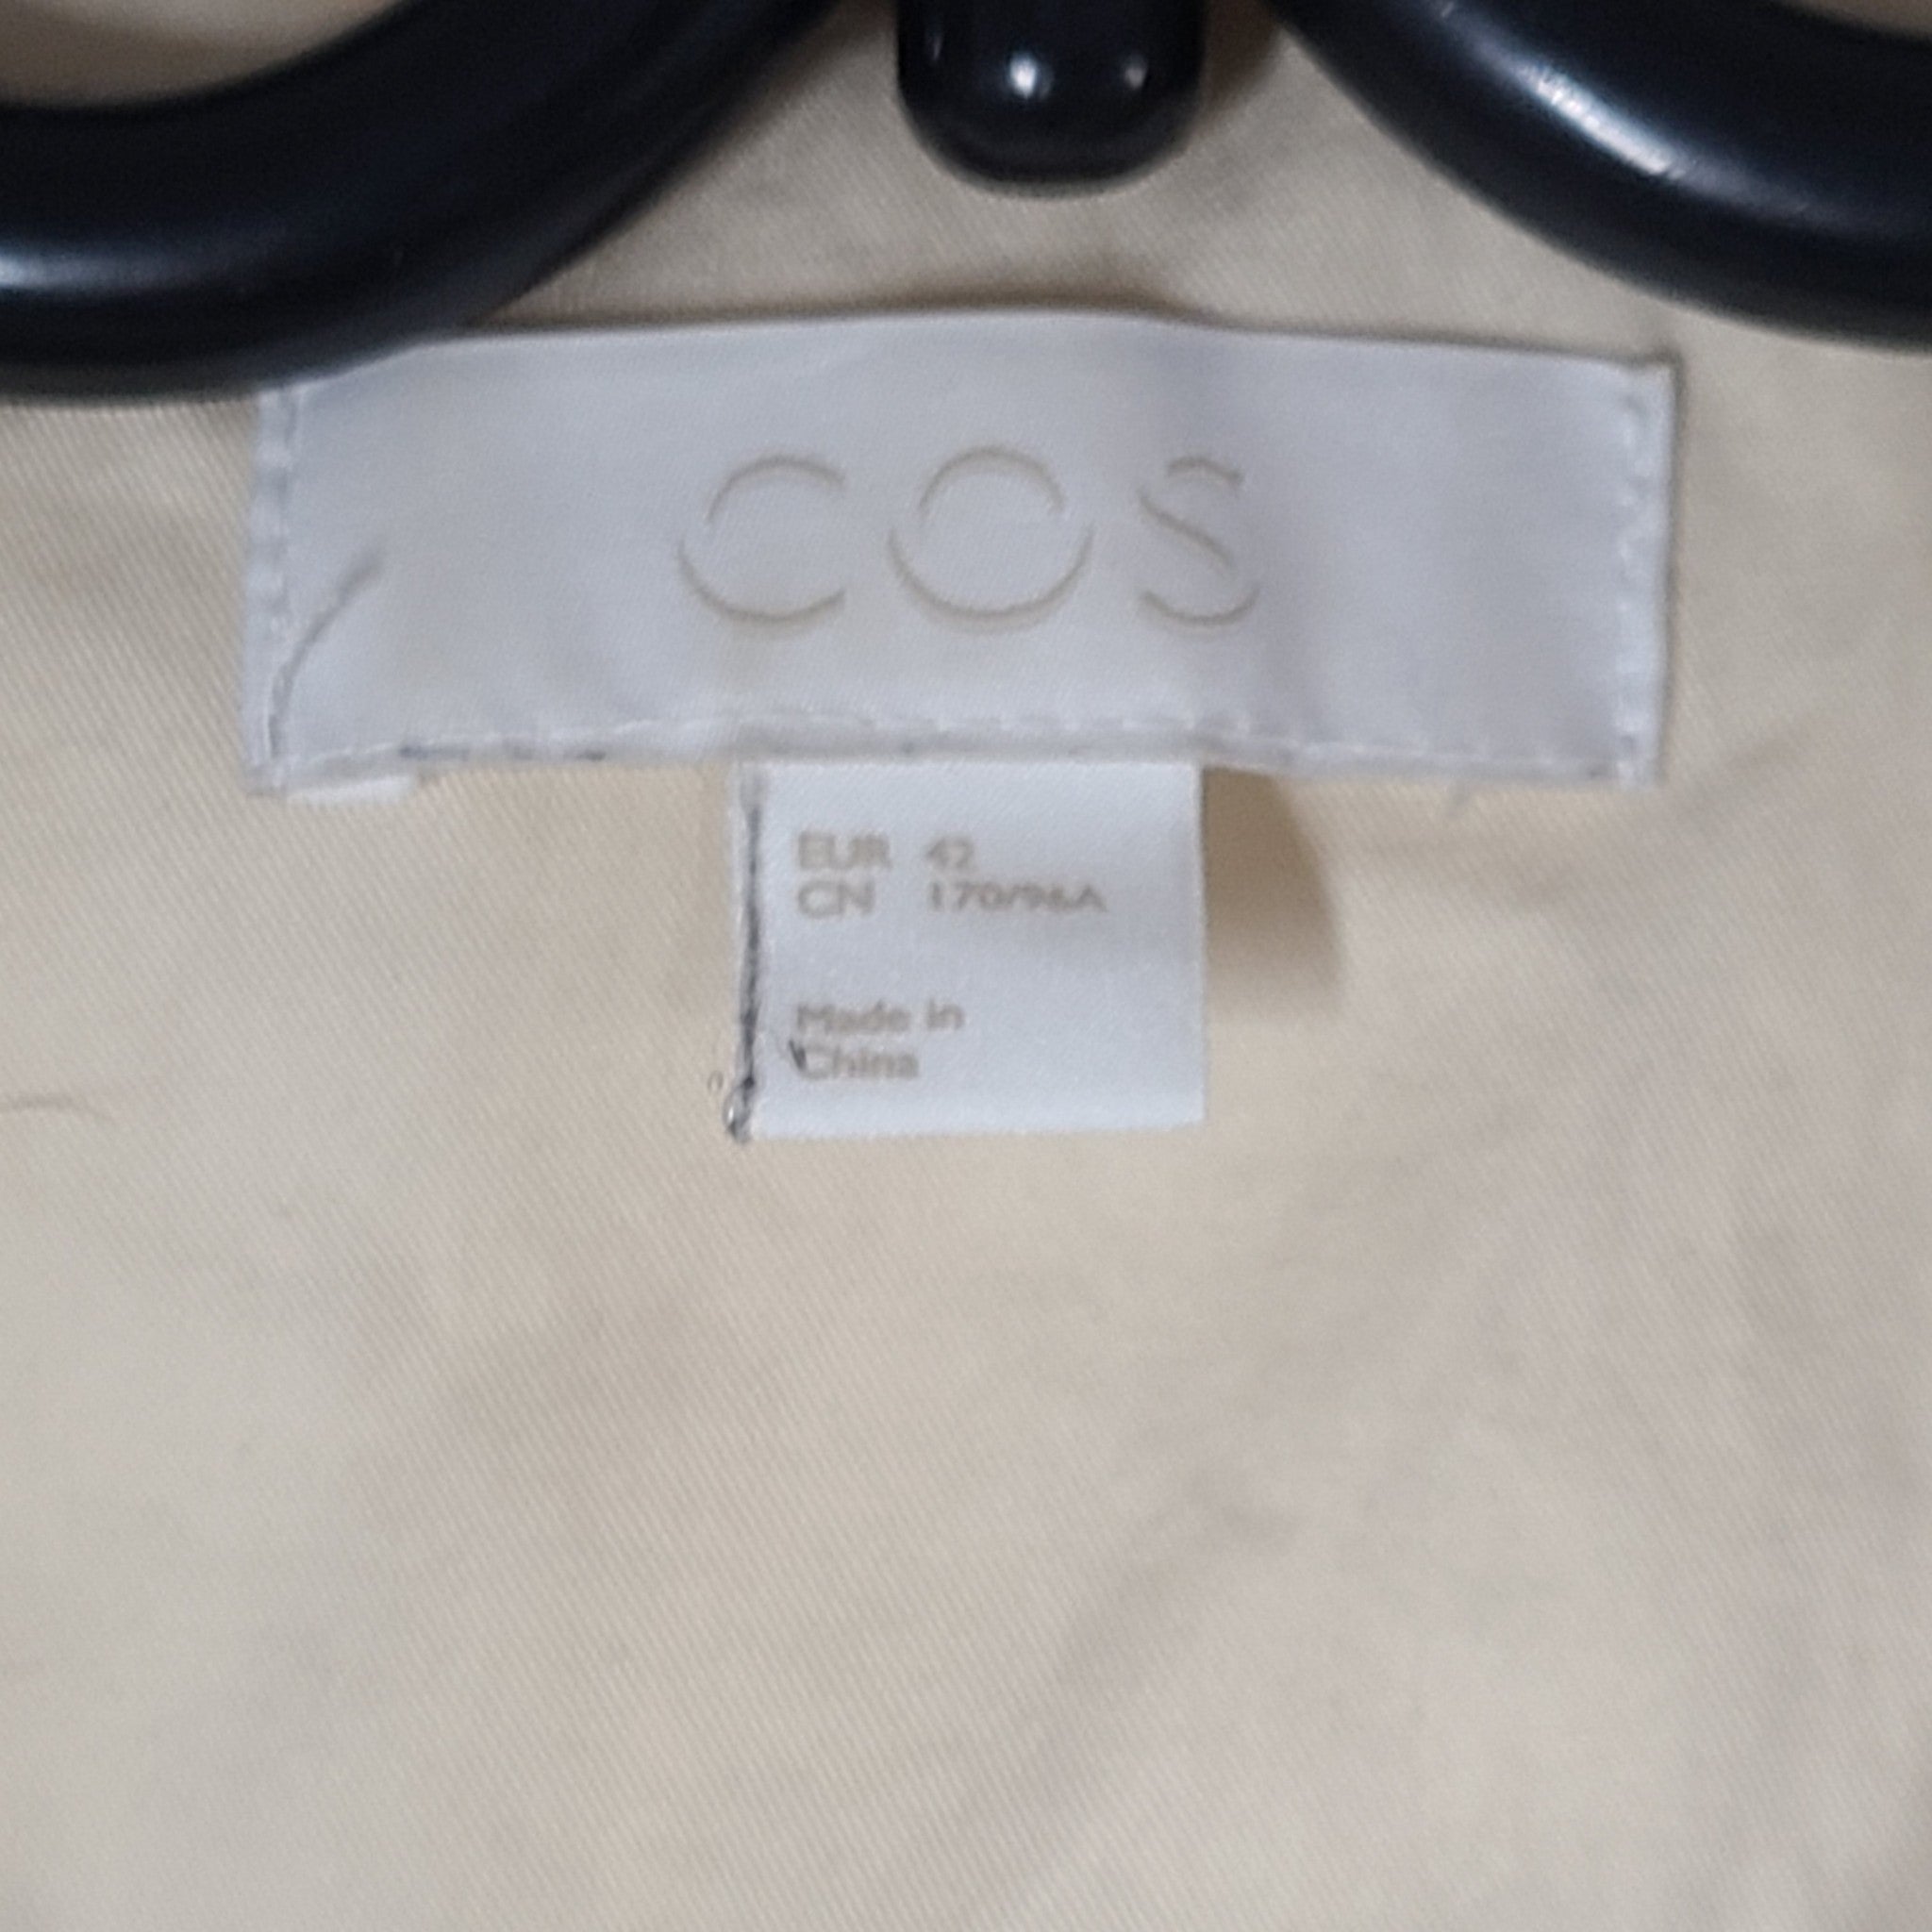 COS
EUR 42
CN 170/96A
Made in
China